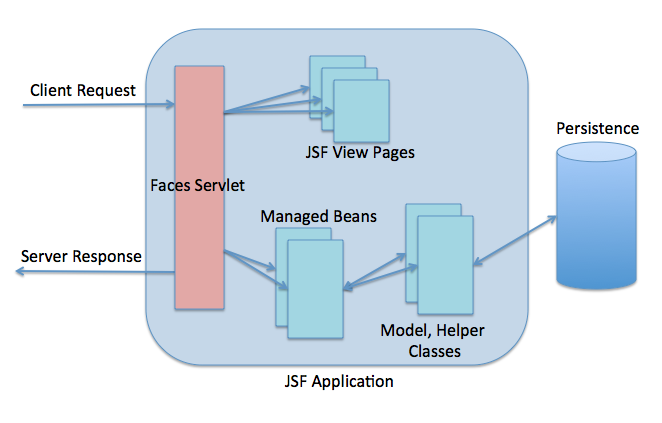 Client Request
JSF View Pages
Persistence
Faces Servlet
Managed Beans
Server Response
Model, Helper
Classes
JSF Application